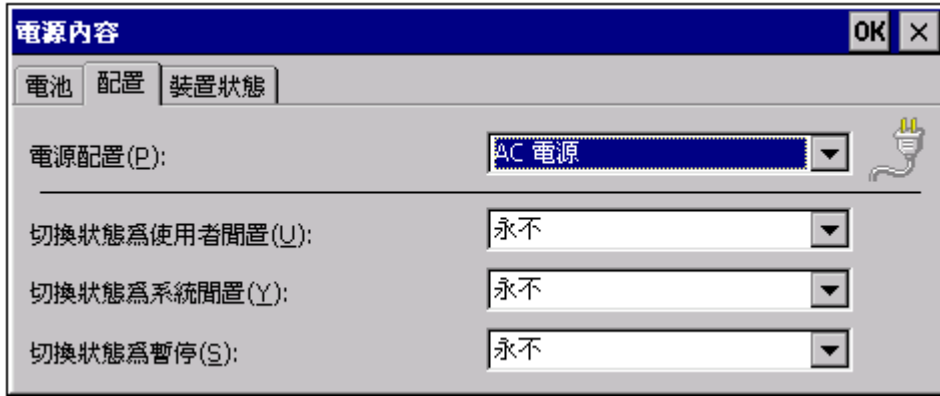 電源內容 OK ×
電池 配置 裝置狀態
電源配置(P): AC 電源
切換狀態為使用者閒置(U): 永不
切換狀態為系統閒置(Y): 永不
切換狀態為暫停(S): 永不